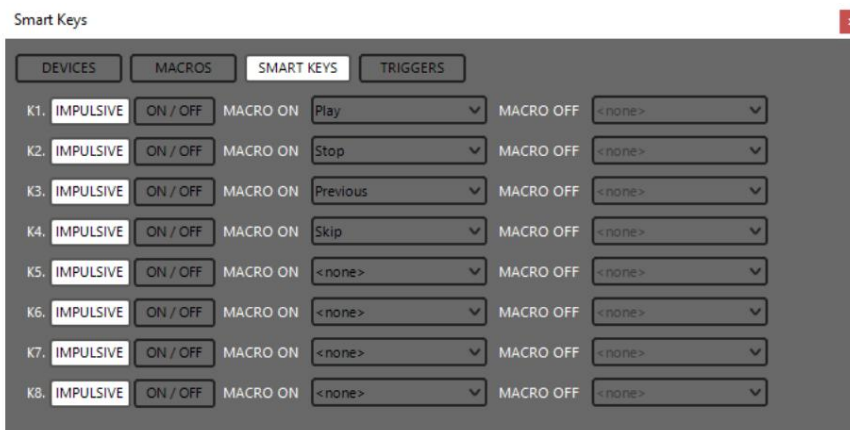 Smart Keys
DEVICES MACROS SMART KEYS TRIGGERS
K1. IMPULSIVE ON / OFF MACRO ON Play MACRO OFF <none>
K2. IMPULSIVE ON / OFF MACRO ON Stop MACRO OFF <none>
K3. IMPULSIVE ON / OFF MACRO ON Previous MACRO OFF <none>
K4. IMPULSIVE ON / OFF MACRO ON Skip MACRO OFF <none>
K5. IMPULSIVE ON / OFF MACRO ON <none> MACRO OFF <none>
K6. IMPULSIVE ON / OFF MACRO ON <none> MACRO OFF <none>
K7. IMPULSIVE ON / OFF MACRO ON <none> MACRO OFF <none>
K8. IMPULSIVE ON / OFF MACRO ON <none> MACRO OFF <none>